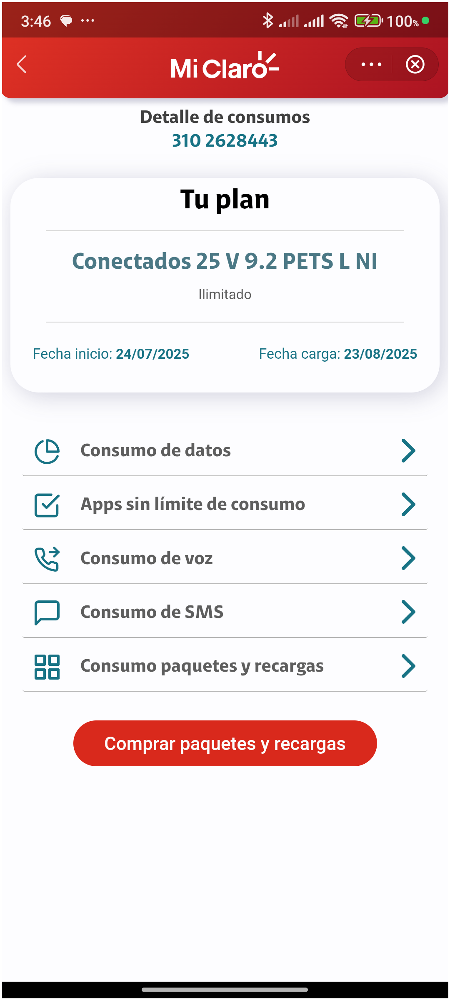 3:46
100%
Mi Claro
Detalle de consumos
310 2628443
Tu plan
Conectados 25 V 9.2 PETS L NI
Ilimitado
Fecha inicio: 24/07/2025
Fecha carga: 23/08/2025
Consumo de datos
Apps sin límite de consumo
Consumo de voz
Consumo de SMS
Consumo paquetes y recargas
Comprar paquetes y recargas